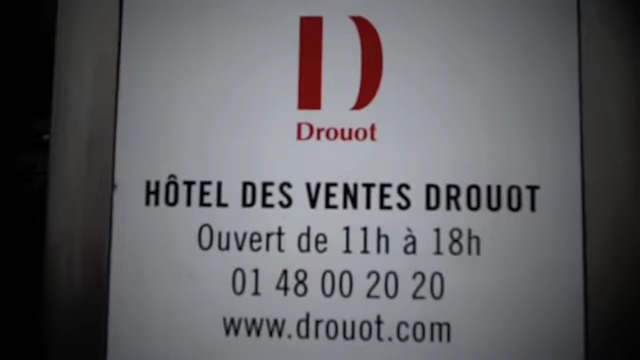 Drouot
HÔTEL DES VENTES DROUOT
Ouvert de 11h à 18h
01 48 00 20 20
www.drouot.com